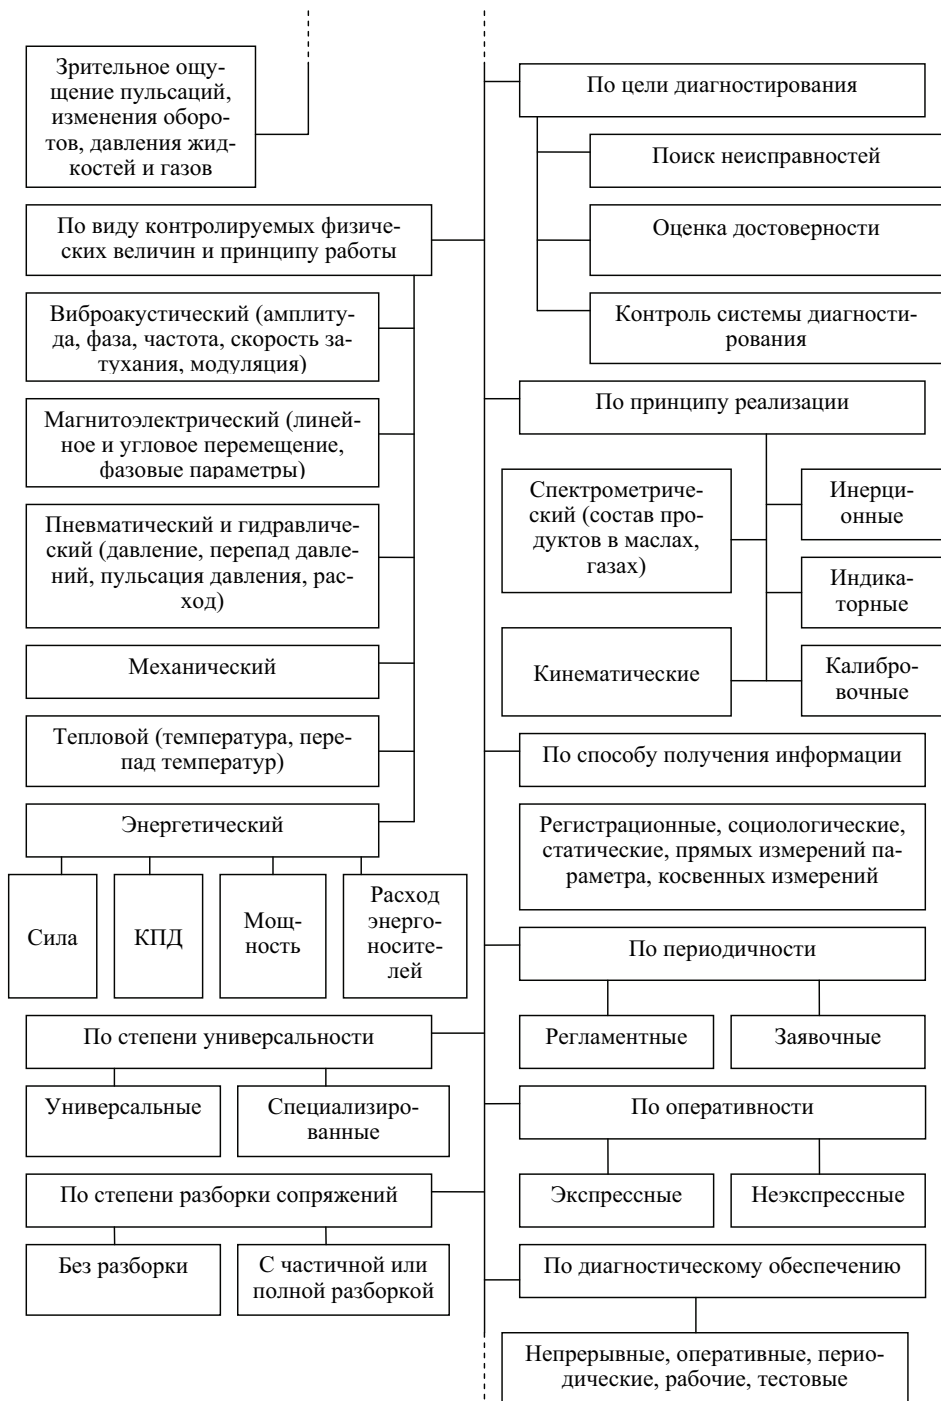 Зрительное ощу-
щение пульсаций,
изменения оборо-
тов, давления жид-
костей и газов
По виду контролируемых физиче-
ских величин и принципу работы
Виброакустический (амплиту-
да, фаза, частота, скорость за-
тухания, модуляция)
Магнитоэлектрический (линей-
ное и угловое перемещение,
фазовые параметры)
Пневматический и гидравличе-
ский (давление, перепад давле-
ний, пульсация давления, рас-
ход)
Механический
Тепловой (температура, пере-
пад температур)
Энергетический
Сила
КПД
Мощ-
ность
Расход
энерго-
носите-
лей
По степени универсальности
Универсальные
Специализиро-
ванные
По степени разборки сопряжений
Без разборки
С частичной или
полной разборкой
По цели диагностирования
Поиск неисправностей
Оценка достоверности
Контроль системы диагности-
рования
По принципу реализации
Спектрометриче-
ский (состав про-
дуктов в маслах,
газах)
Инерци-
онные
Индика-
торные
Кинематические
Калибро-
вочные
По способу получения информации
Регистрационные, социологические,
статические, прямых измерений па-
раметра, косвенных измерений
По периодичности
Регламентные
Заявочные
По оперативности
Экспрессные
Неэкспрессные
По диагностическому обеспечению
Непрерывные, оперативные, перио-
дические, рабочие, тестовые